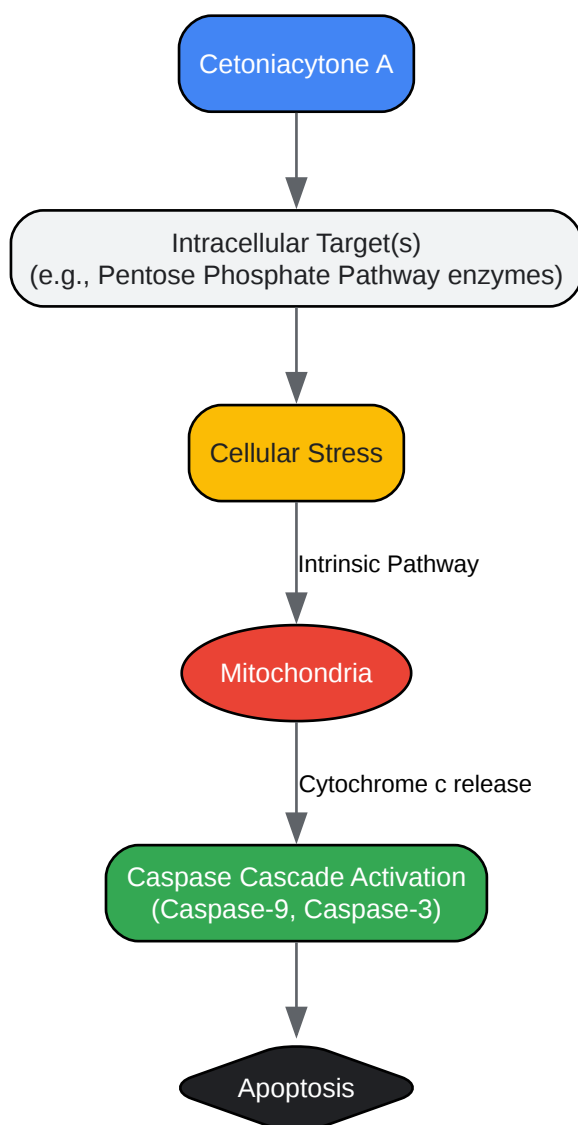 Cetoniacytone A
Intracellular Target(s)
(e.g., Pentose Phosphate Pathway enzymes)
Cellular Stress
Intrinsic Pathway
Mitochondria
Cytochrome c release
Caspase Cascade Activation
(Caspase-9, Caspase-3)
Apoptosis